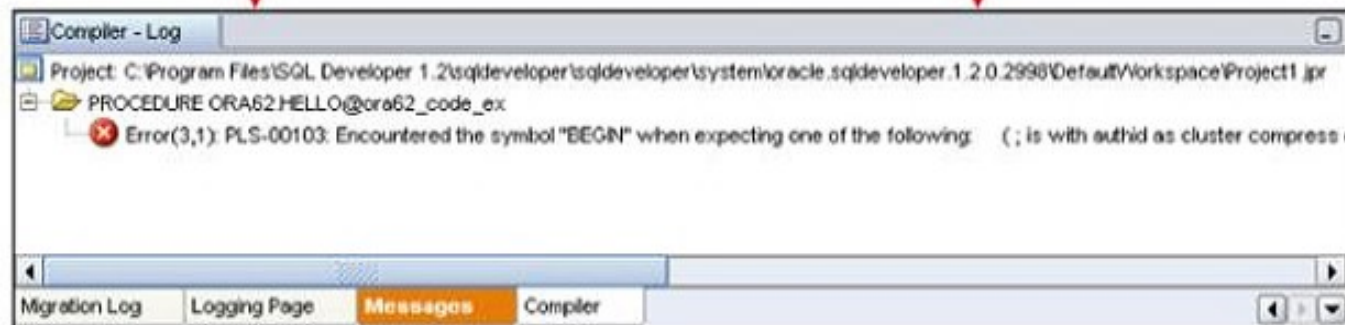 Compiler - Log
Project: C:\Program Files\SQL Developer 1.2\sqldeveloper\sqldeveloper\system\oracle.sqldeveloper.1.2.0.2998\DefaultWorkspace\Project1.jpr
PROCEDURE ORA62.HELLO@ora62_code_ex
Error(3,1): PLS-00103: Encountered the symbol "BEGIN" when expecting one of the following: ( ; is with authid as cluster compress
Migration Log Logging Page Messages Compiler